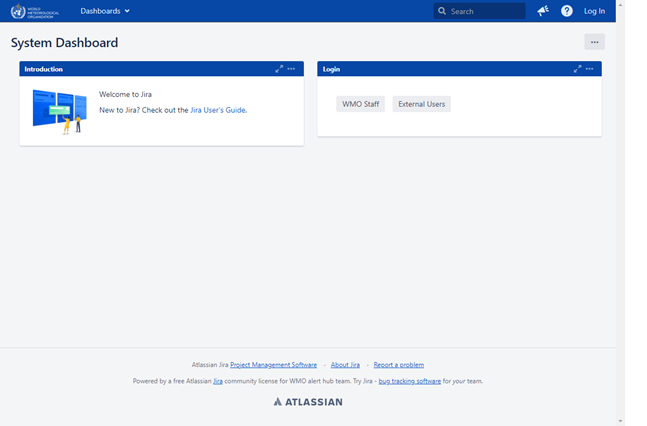 WORLD
METEOROLOGICAL
ORGANIZATION
Dashboards
Search
Log In
System Dashboard
Introduction
Login
Welcome to Jira
New to Jira? Check out the Jira User's Guide.
WMO Staff
External Users
Atlassian Jira Project Management Software · About Jira · Report a problem
Powered by a free Atlassian Jira community license for WMO alert hub team. Try Jira - bug tracking software for your team.
ATLASSIAN